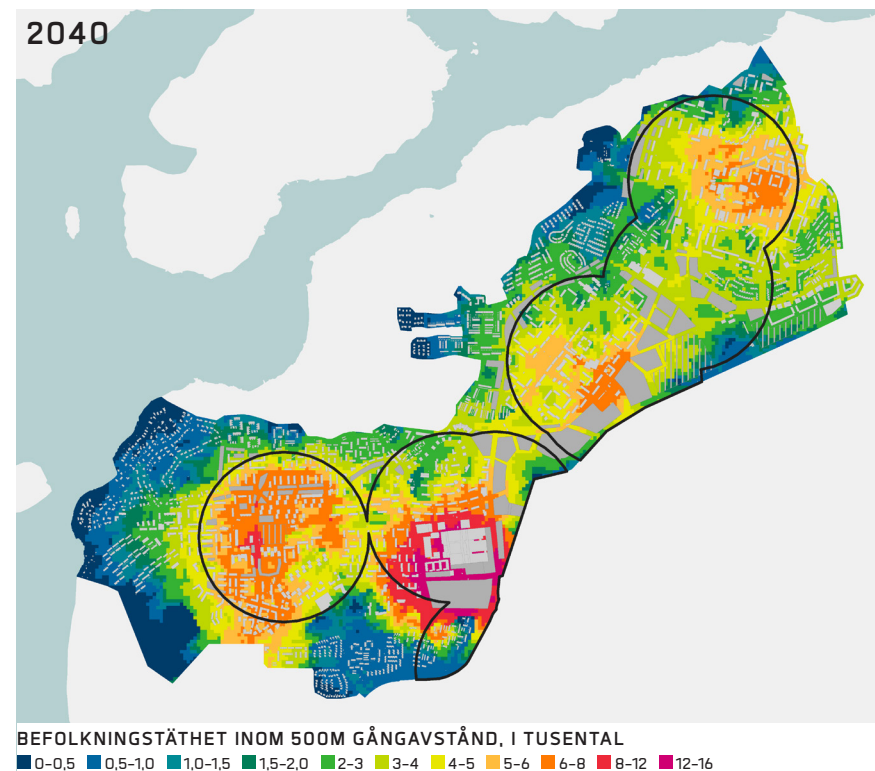 2040
BEFOLKNINGSTÄTHET INOM 500M GÅNGAVSTÅND, I TUSENTAL
0–0,5 0,5–1,0 1,0–1,5 1,5–2,0 2–3 3–4 4–5 5–6 6–8 8–12 12–16